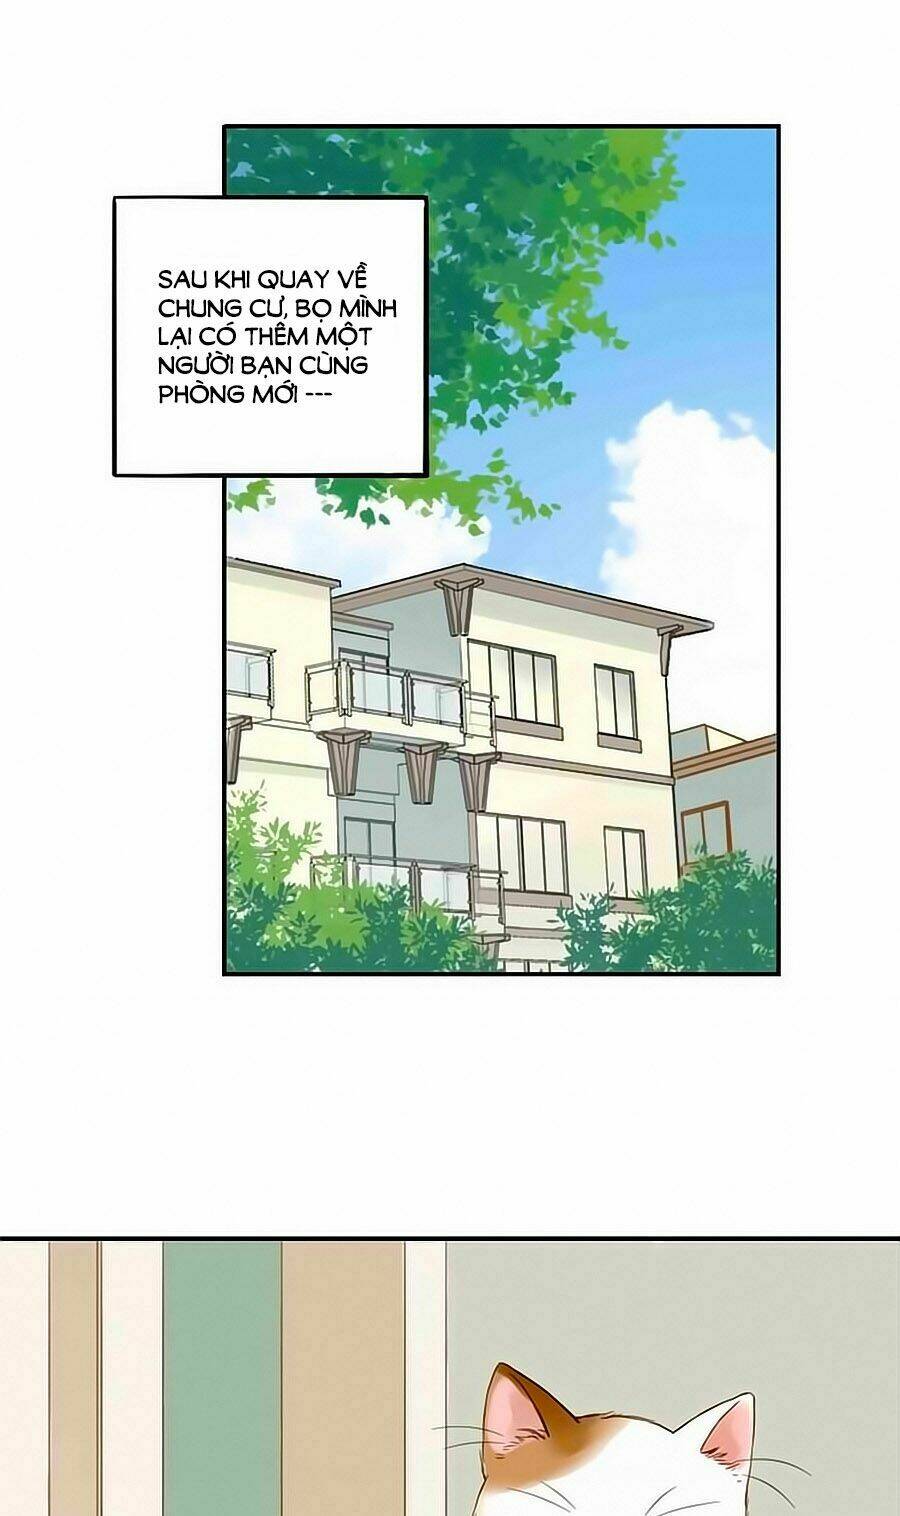 SAU KHI QUAY VỀ
CHUNG CƯ, BỌ MÌNH
LẠI CÓ THÊM MỘT
NGƯỜI BẠN CÙNG
PHÒNG MỚI ---